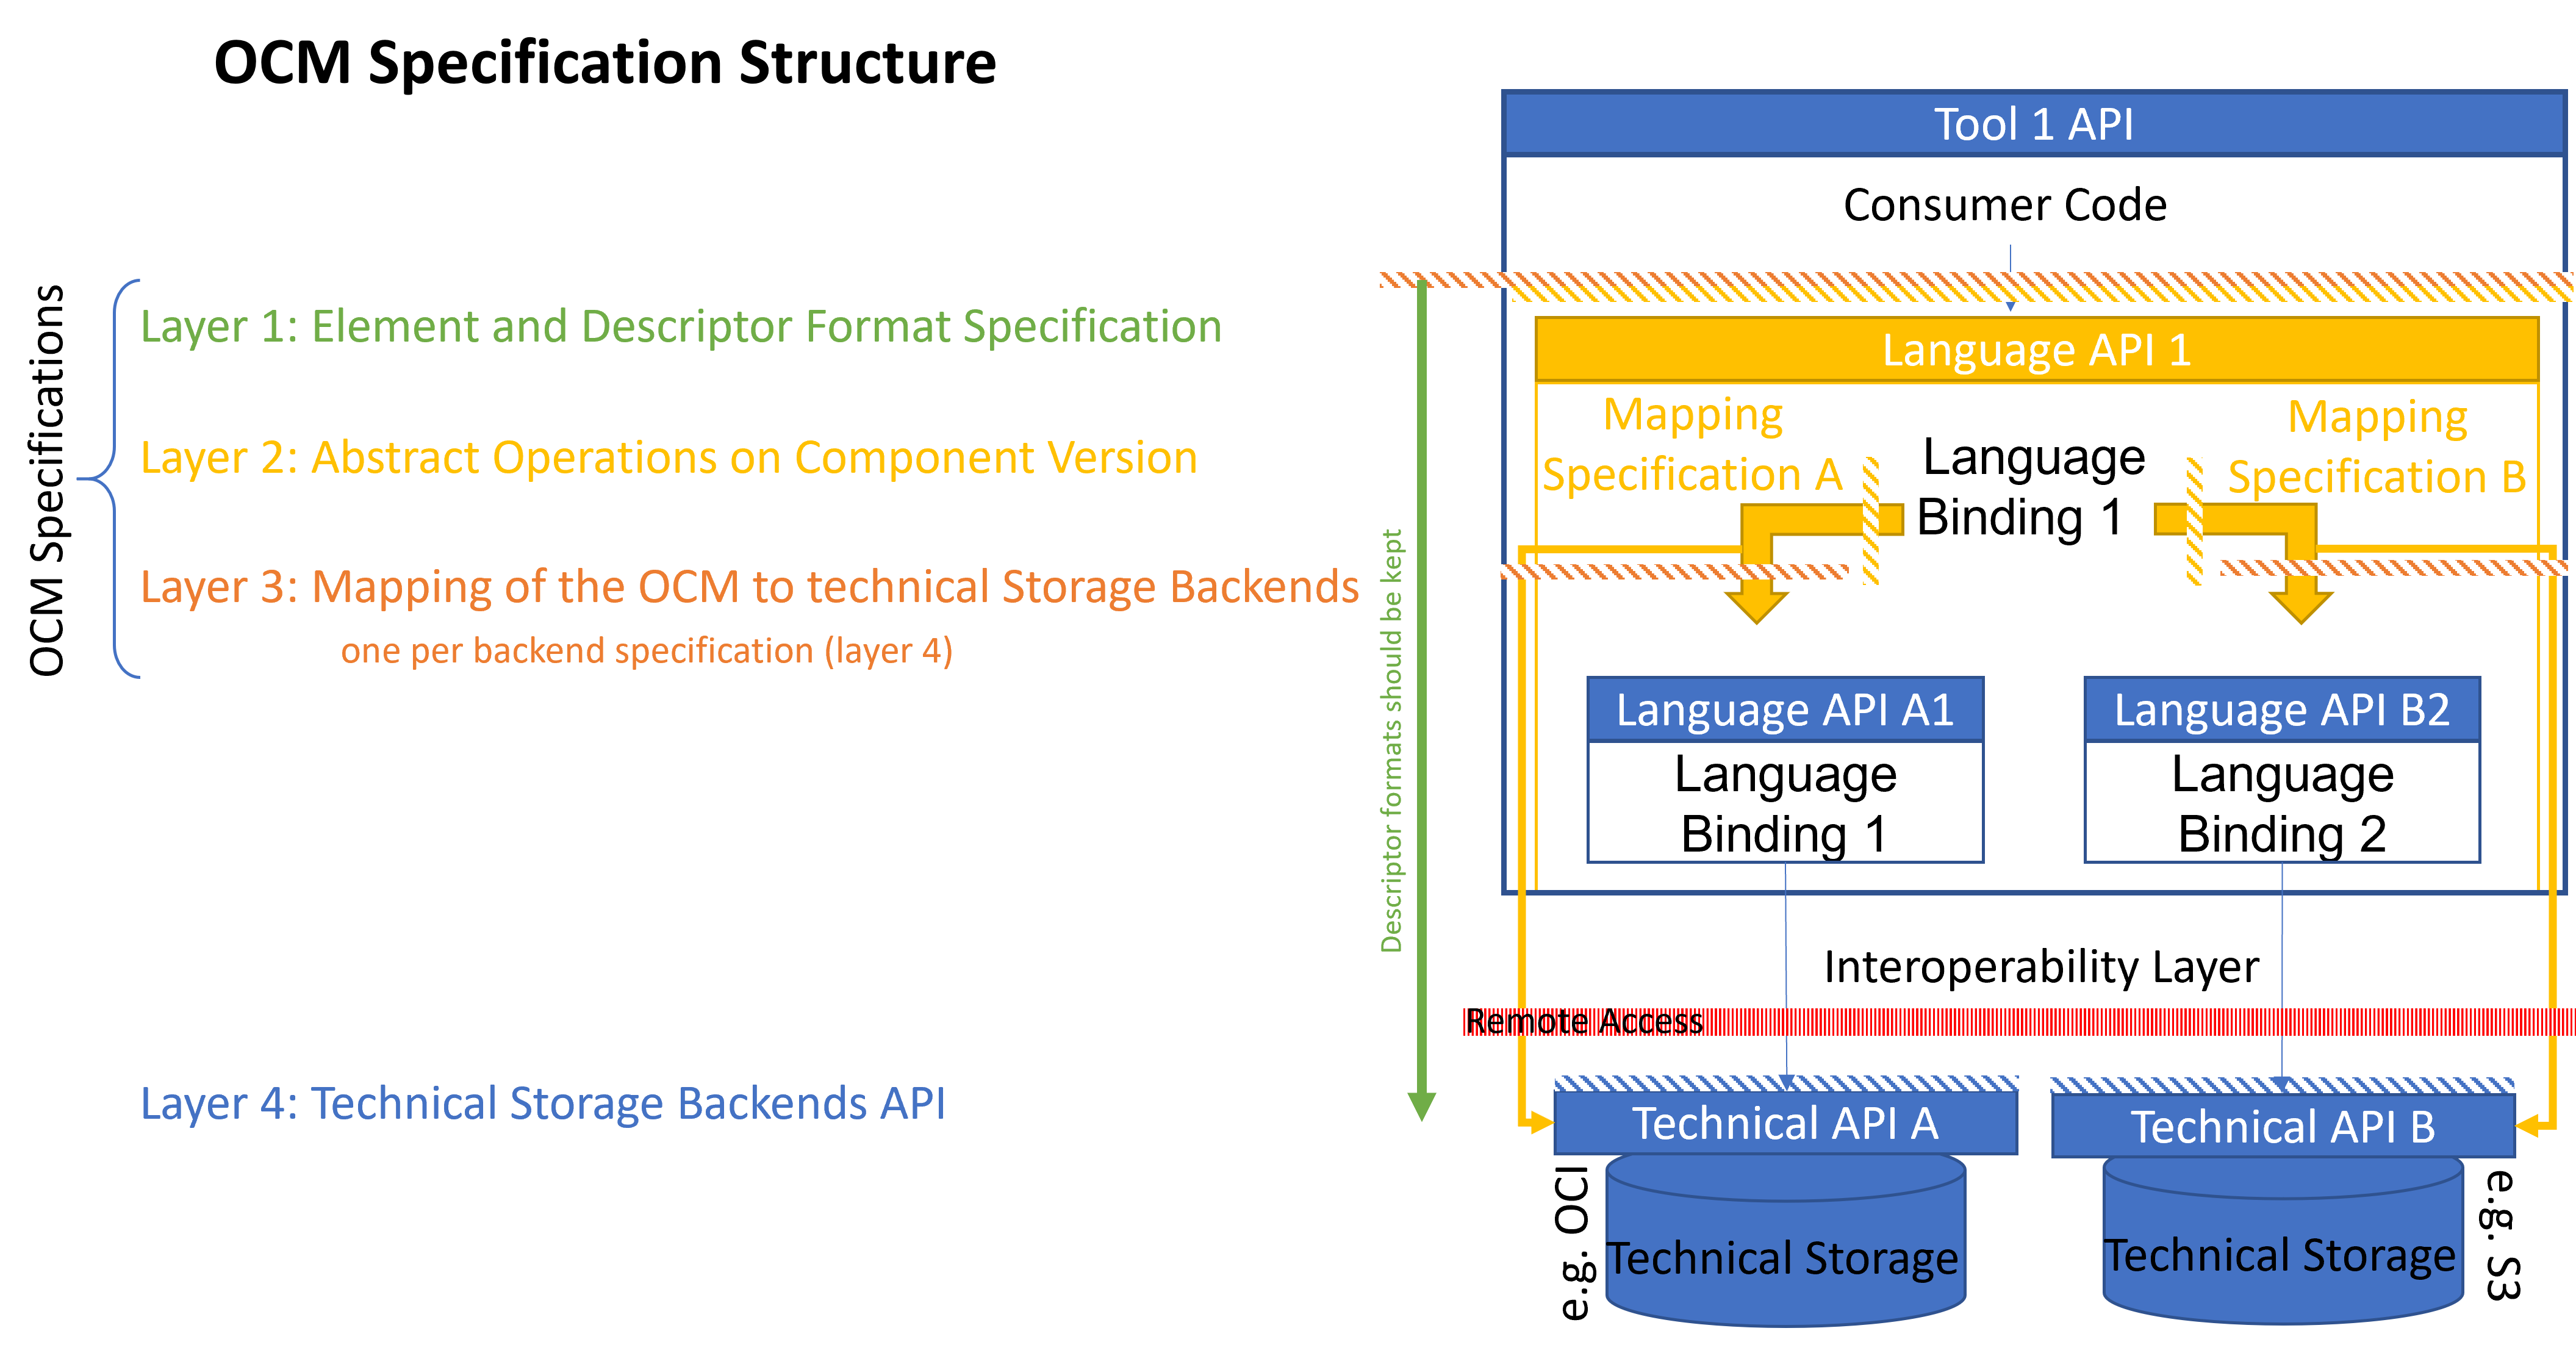 OCM Specification Structure
OCM Specifications
Layer 1: Element and Descriptor Format Specification
Layer 2: Abstract Operations on Component Version
Layer 3: Mapping of the OCM to technical Storage Backends
one per backend specification (layer 4)
Layer 4: Technical Storage Backends API
Descriptor formats should be kept
Tool 1 API
Consumer Code
Language API 1
Mapping
Specification A
Language
Binding 1
Mapping
Specification B
Language API A1
Language
Binding 1
Language API B2
Language
Binding 2
Interoperability Layer
Remote Access
Technical API A
Technical API B
e.g. OCI
Technical Storage
Technical Storage
e.g. S3